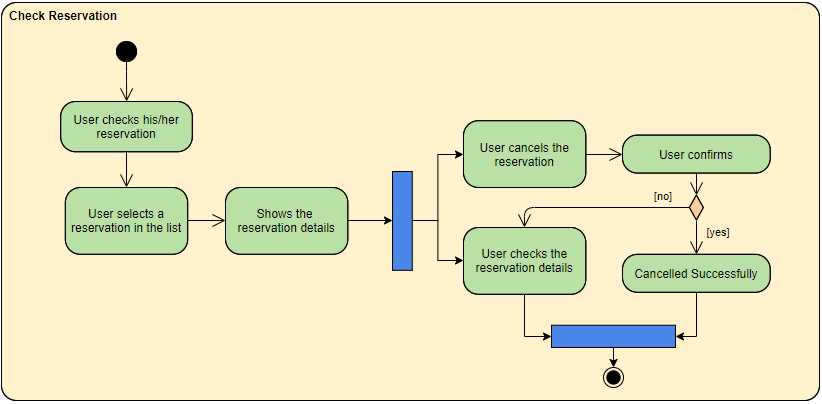 Check Reservation
User checks his/her
reservation
User selects a
reservation in the list
Shows the
reservation details
User cancels the
reservation
User confirms
[no]
[yes]
User checks the
reservation details
Cancelled Successfully